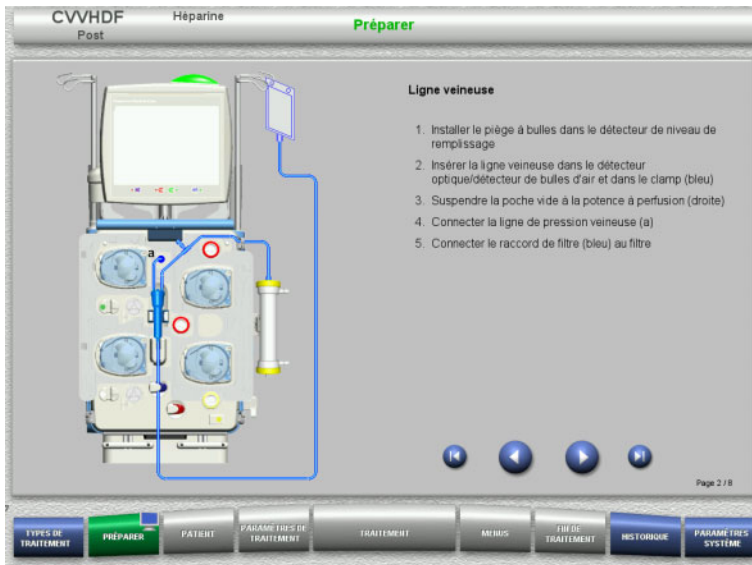 CVVHDF
Héparine
Post
Préparer
Ligne veineuse
1. Installer le piège à bulles dans le détecteur de niveau de
remplissage
2. Insérer la ligne veineuse dans le détecteur
optique/détecteur de bulles d'air et dans le clamp (bleu)
3. Suspendre la poche vide à la potence à perfusion (droite)
4. Connecter la ligne de pression veineuse (a)
5. Connecter le raccord de filtre (bleu) au filtre
a
Page 2 / 8
TYPES DE
TRAITEMENT
PRÉPARER
PATIENT
PARAMÈTRES DE
TRAITEMENT
TRAITEMENT
MENUS
FIN DE
TRAITEMENT
HISTORIQUE
PARAMÈTRES
SYSTÈME